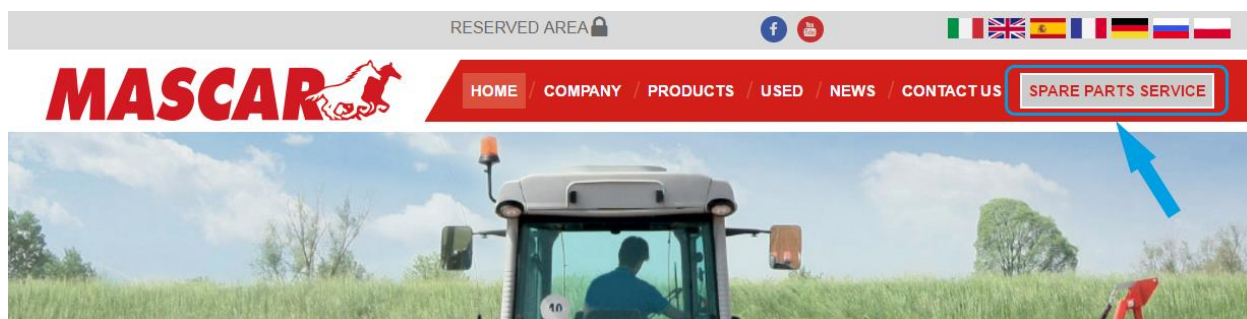 RESERVED AREA
MASCAR
HOME / COMPANY / PRODUCTS / USED / NEWS / CONTACT US
SPARE PARTS SERVICE
10